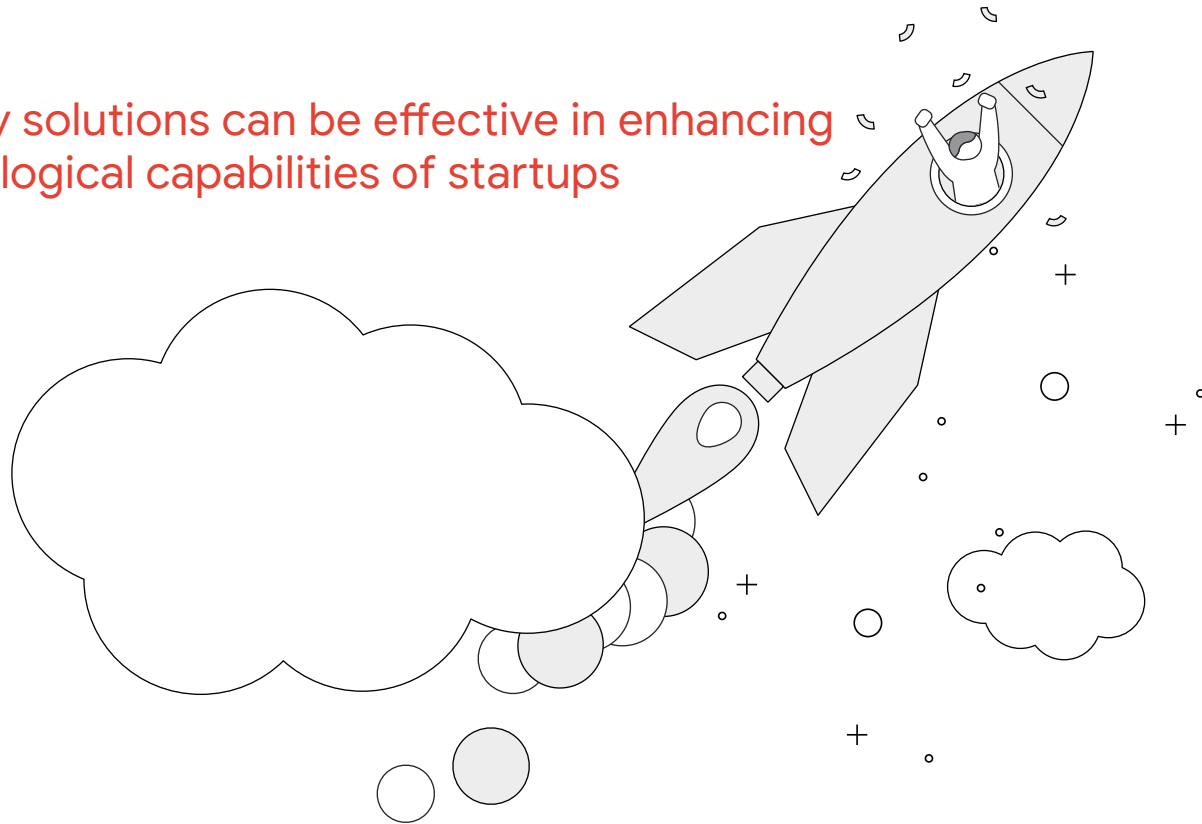 y solutions can be effective in enhancing
logical capabilities of startups